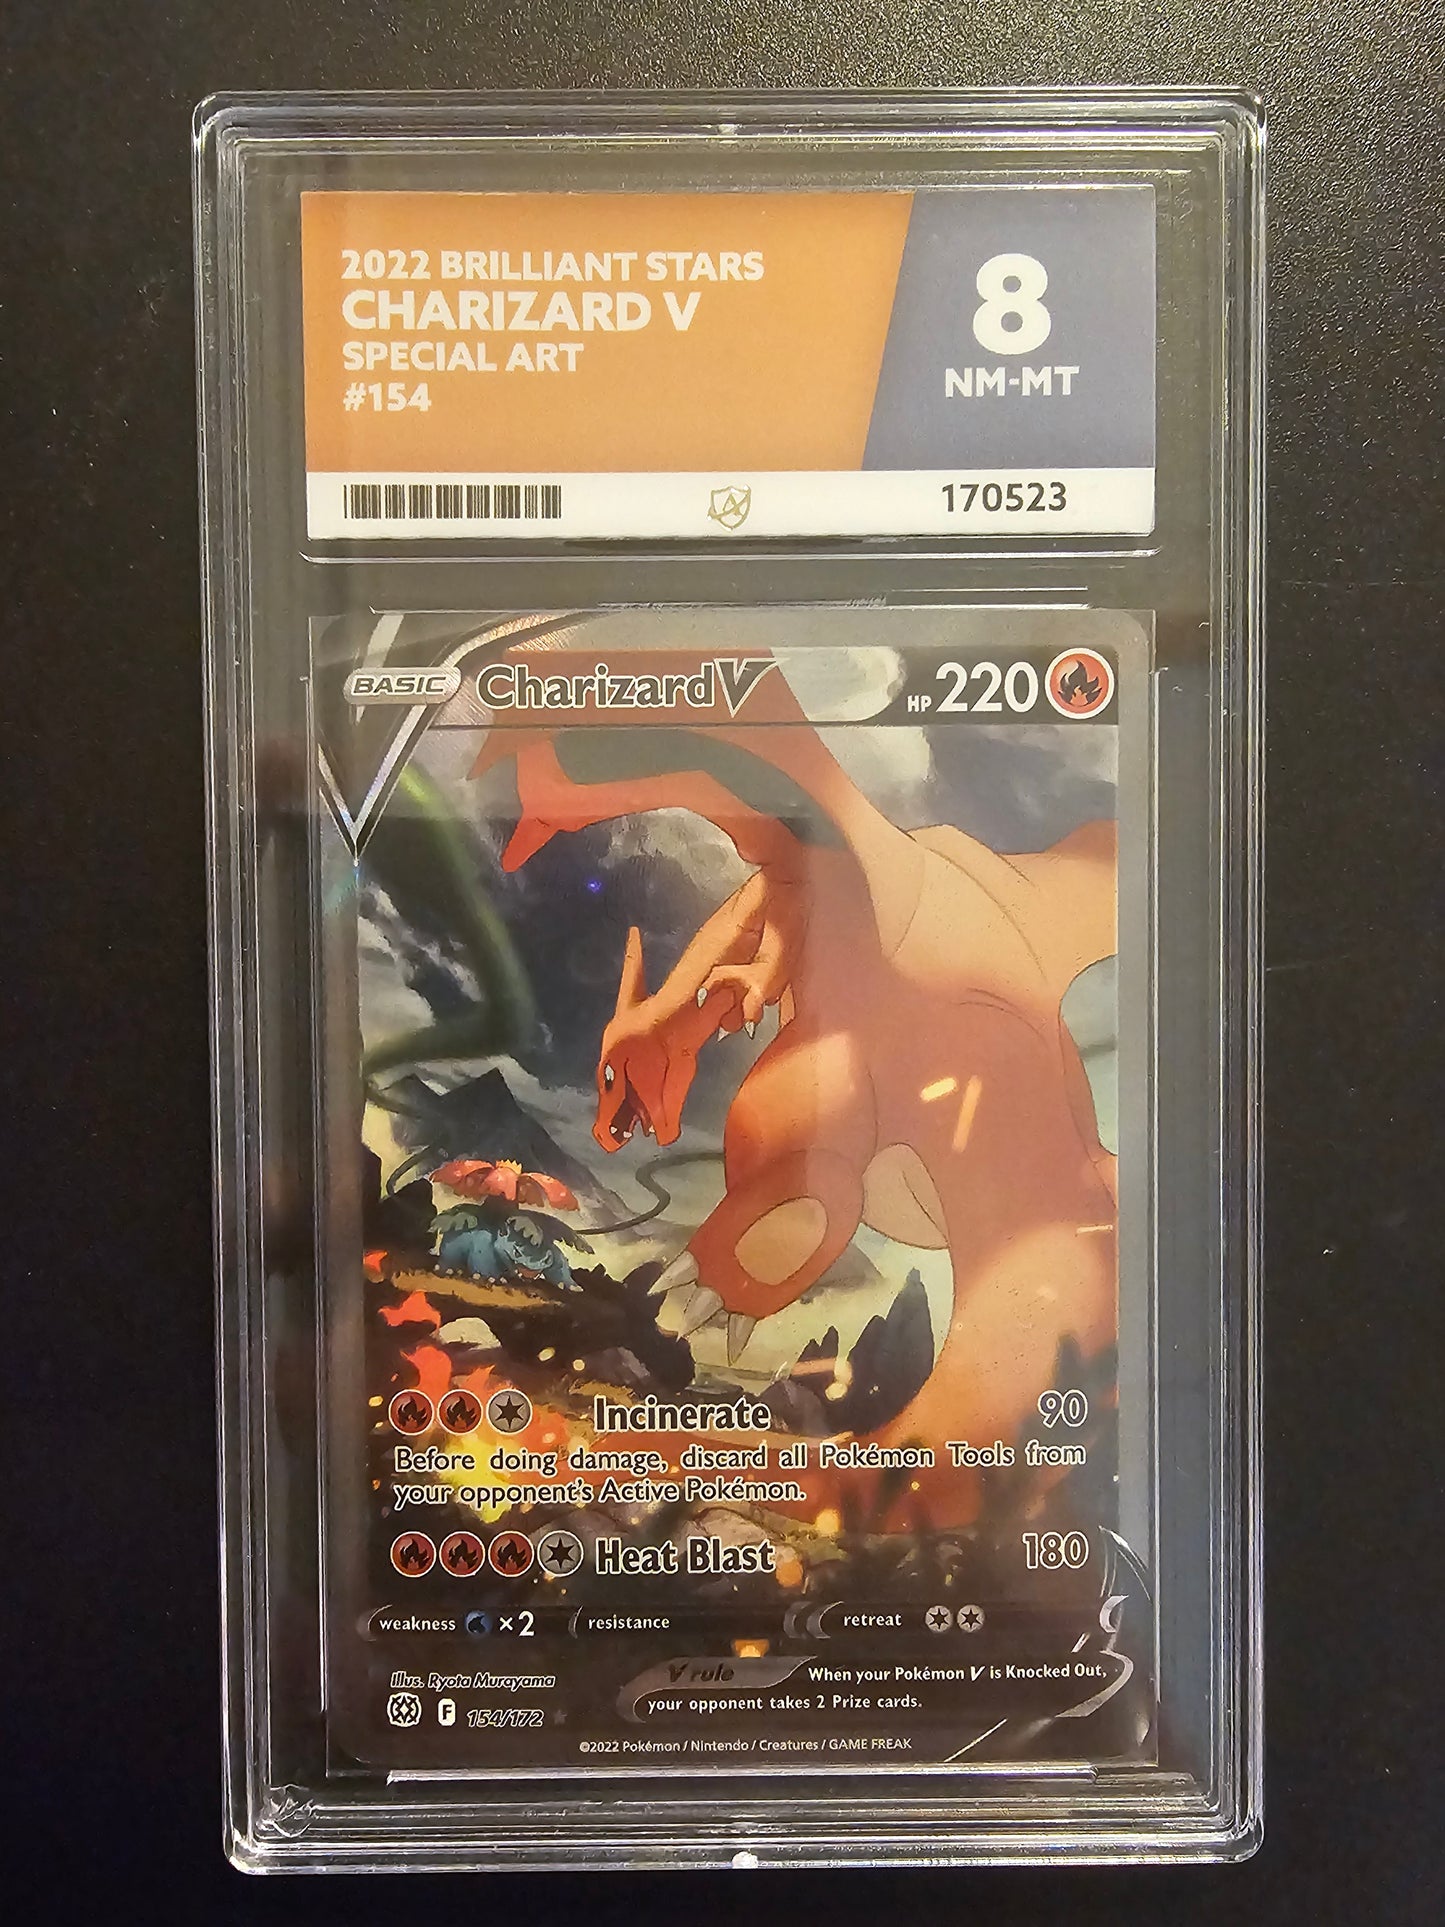 2022 BRILLIANT STARS
CHARIZARD V
SPECIAL ART
#154
8
NM-MT
170523
BASIC
Charizard V
HP 220
Incinerate 90
Before doing damage, discard all Pokémon Tools from
your opponent's Active Pokémon.
Heat Blast 180
weakness ×2 resistance retreat
Illus. Ryota Murayama
V rule When your Pokémon V is Knocked Out,
your opponent takes 2 Prize cards.
F 154/172
©2022 Pokémon / Nintendo / Creatures / GAME FREAK